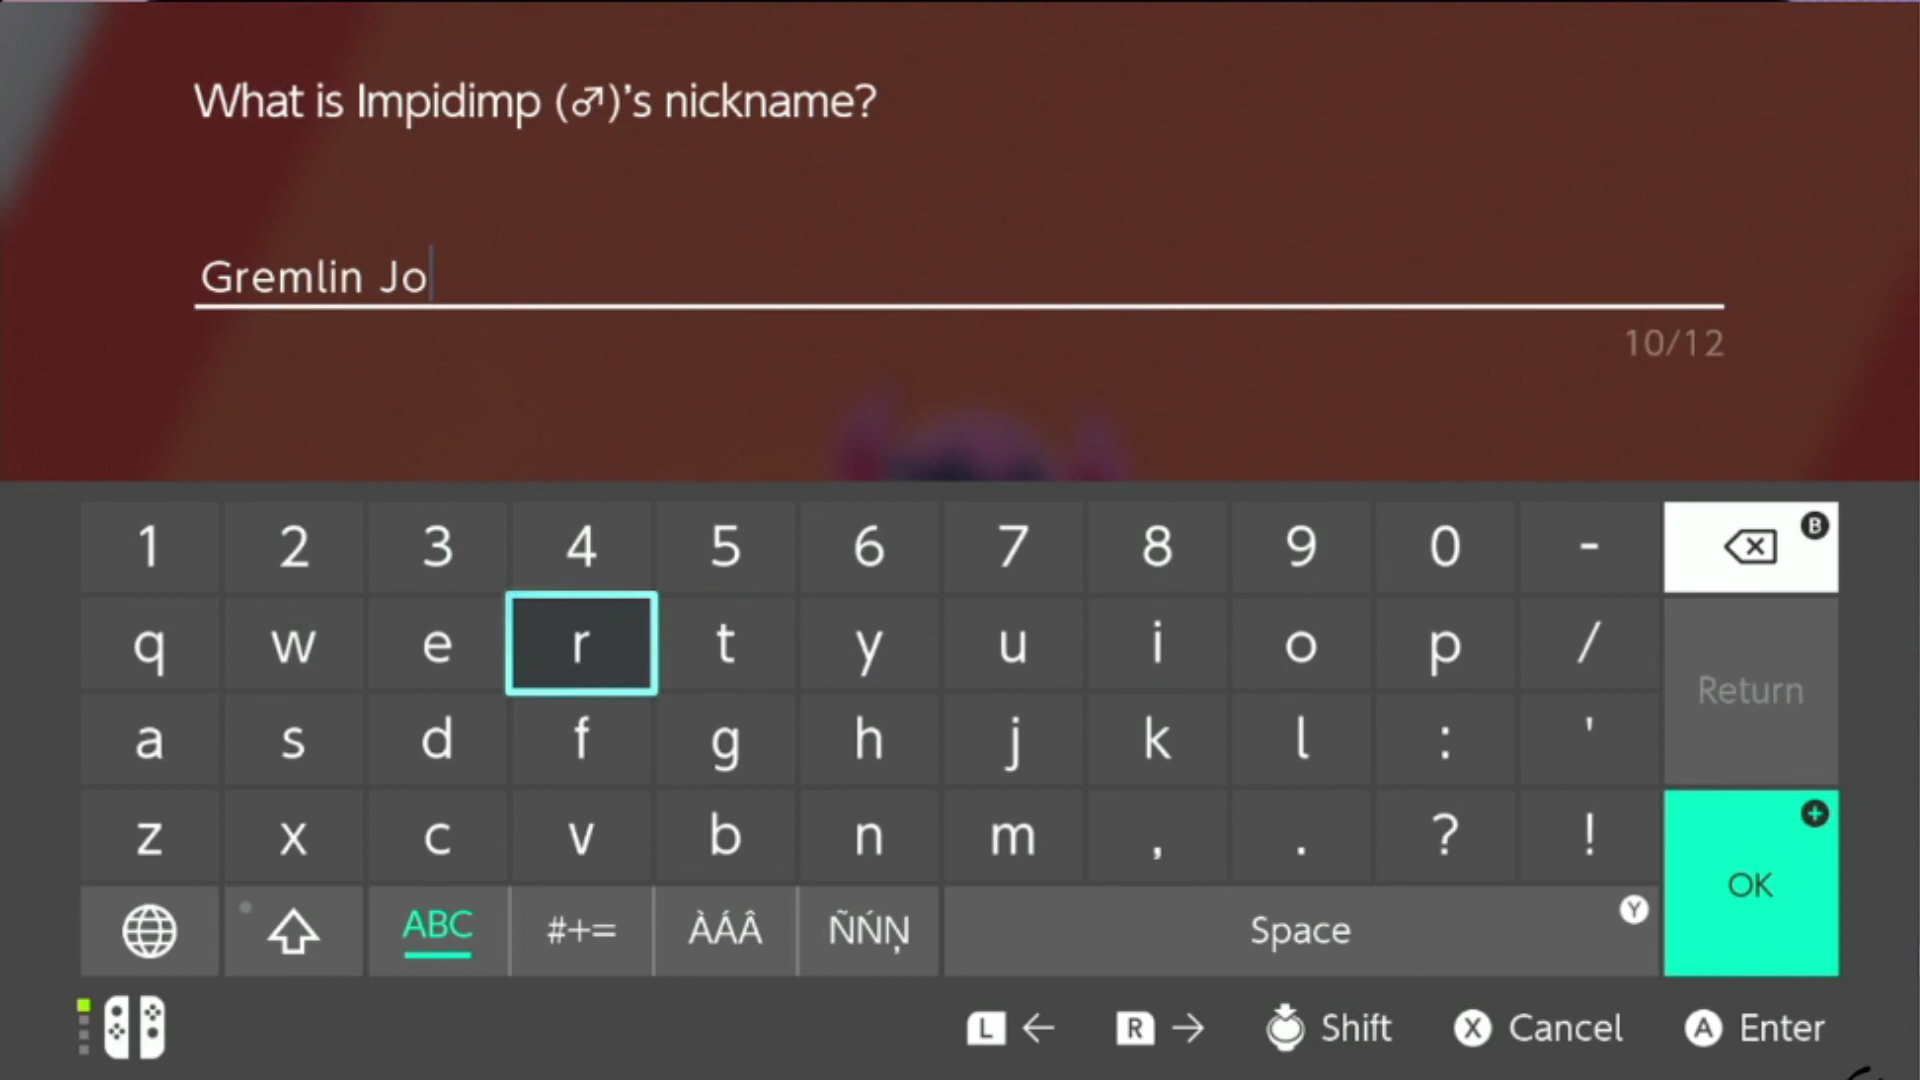 What is Impidimp (♂)'s nickname?
Gremlin Jo
10/12
1 2 3 4 5 6 7 8 9 0 - B
q w e r t y u i o p /
Return
a s d f g h j k l : '
z x c v b n m , . ? !
+ OK
ABC #+= ÀÁÂ ÑŃŅ Space Y
L ← R → Shift X Cancel A Enter